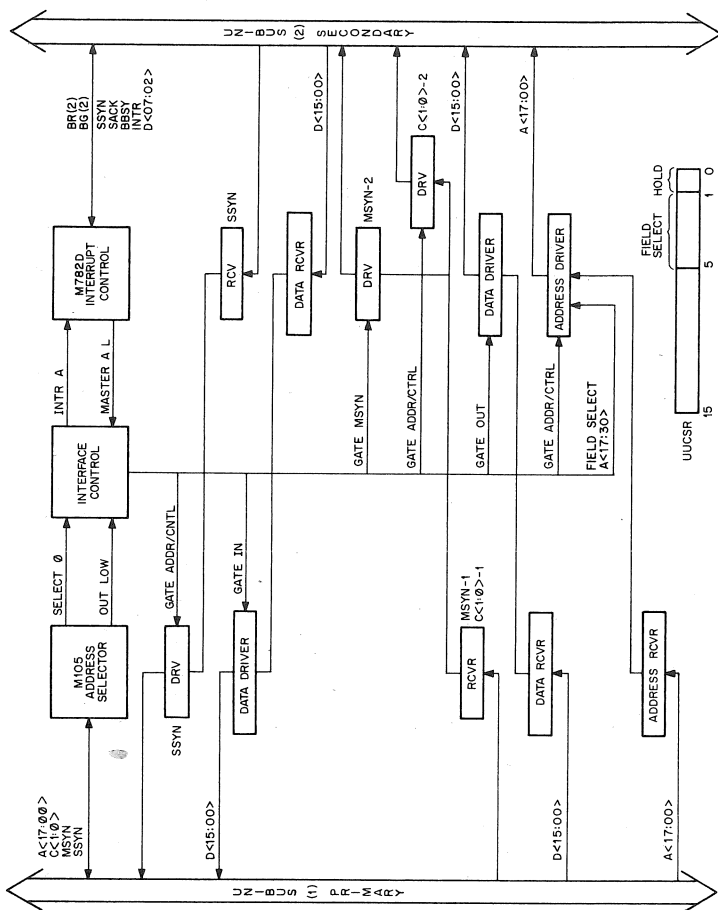 UNIBUS (1) PRIMARY
A<17:00>
C<1:0>
MSYN
SSYN
M105
ADDRESS
SELECTOR
SELECT 0
OUT LOW
INTERFACE
CONTROL
INTR A
MASTER A L
M782D
INTERRUPT
CONTROL
BR(2)
BG(2)
SSYN
SACK
BBSY
INTR
D<07:02>
UNIBUS (2) SECONDARY
SSYN
DRV
GATE ADDR/CNTL
RCV
SSYN
D<15:00>
DATA DRIVER
GATE IN
DATA RCVR
D<15:00>
GATE MSYN
DRV
MSYN-2
GATE ADDR/CTRL
DRV
C<1:0>-2
RCVR
MSYN-1
C<1:0>-1
D<15:00>
DATA RCVR
GATE OUT
DATA DRIVER
D<15:00>
A<17:00>
ADDRESS RCVR
GATE ADDR/CTRL
FIELD SELECT
A<17:30>
ADDRESS DRIVER
A<17:00>
UUCSR
FIELD
SELECT
HOLD
15
5
1
0